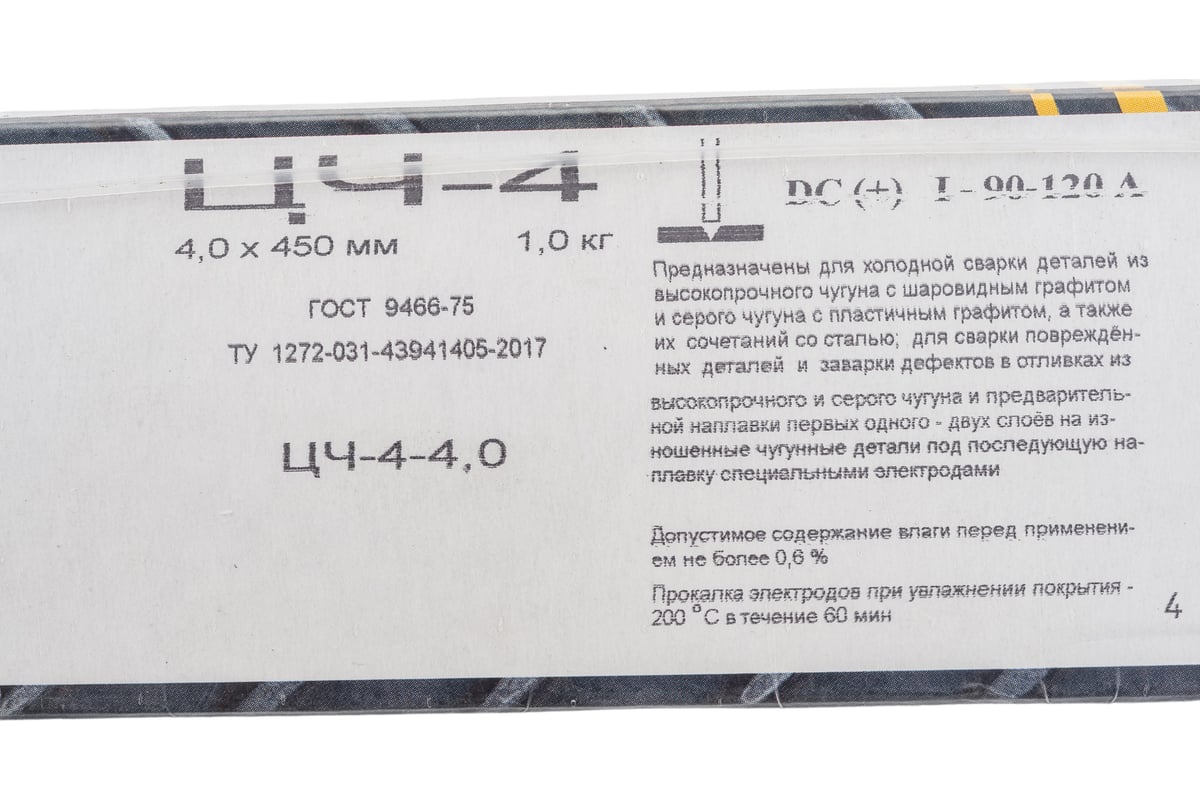 ЦЧ-4
4,0 х 450 мм 1,0 кг
ГОСТ 9466-75
ТУ 1272-031-43941405-2017
ЦЧ-4-4,0
DC (+) I - 90-120 A
Предназначены для холодной сварки деталей из
высокопрочного чугуна с шаровидным графитом
и серого чугуна с пластичным графитом, а также
их сочетаний со сталью; для сварки повреждён-
ных деталей и заварки дефектов в отливках из
высокопрочного и серого чугуна и предваритель-
ной наплавки первых одного - двух слоёв на из-
ношенные чугунные детали под последующую на-
плавку специальными электродами
Допустимое содержание влаги перед применени-
ем не более 0,6 %
Прокалка электродов при увлажнении покрытия -
200 °С в течение 60 мин
4